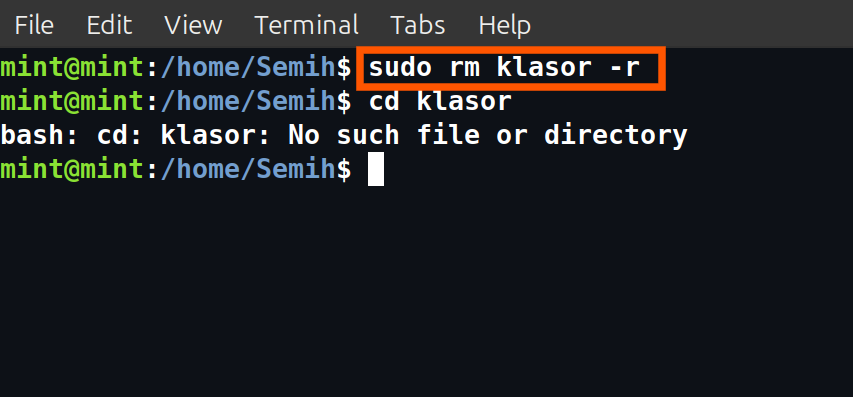 File Edit View Terminal Tabs Help
mint@mint:/home/Semih$ sudo rm klasor -r
mint@mint:/home/Semih$ cd klasor
bash: cd: klasor: No such file or directory
mint@mint:/home/Semih$